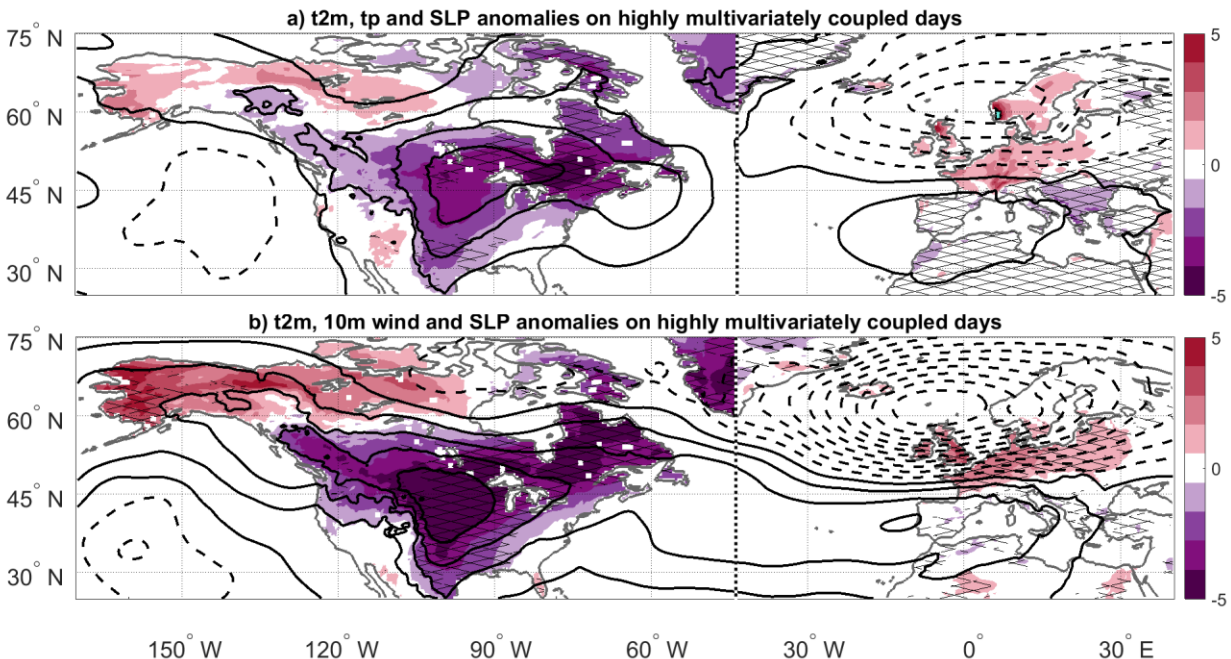 a) t2m, tp and SLP anomalies on highly multivariately coupled days
75° N
60° N
45° N
30° N
5
0
-5
b) t2m, 10m wind and SLP anomalies on highly multivariately coupled days
75° N
60° N
45° N
30° N
5
0
-5
150° W 120° W 90° W 60° W 30° W 0° 30° E